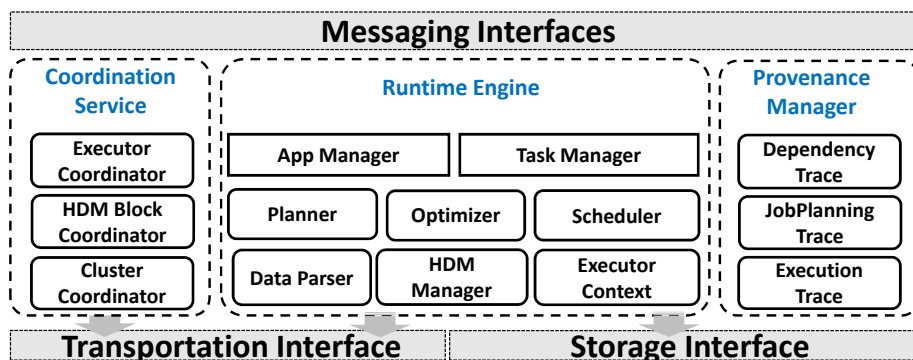 Messaging Interfaces
Coordination
Service
Executor
Coordinator
HDM Block
Coordinator
Cluster
Coordinator
Runtime Engine
App Manager
Task Manager
Planner
Optimizer
Scheduler
Data Parser
HDM
Manager
Executor
Context
Provenance
Manager
Dependency
Trace
JobPlanning
Trace
Execution
Trace
Transportation Interface
Storage Interface